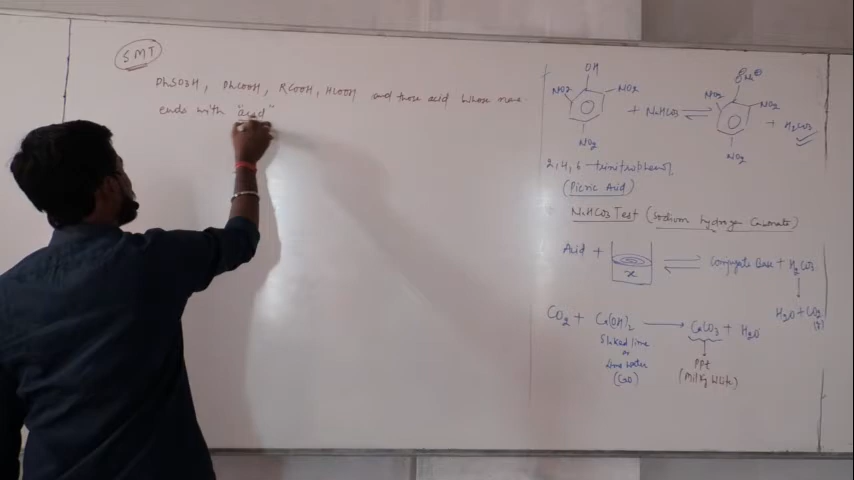 SMT
PhSO3H, PhCOOH, RCOOH, HCOOH and those acid whose name
ends with "acid"
OH
NO2
NO2
NO2
+ NaHCO3 ⇌
NO2
NO2
NO2
+ H2CO3
2,4,6-trinitrophenol
(Picric Acid)
NaHCO3 Test (Sodium hydrogen Carbonate)
Acid + x ⇌ Conjugate Base + H2CO3
H2O + CO2
CO2 + Ca(OH)2 → CaCO3 + H2O
Slaked lime
or
Lime water
PPt
(Milky White)